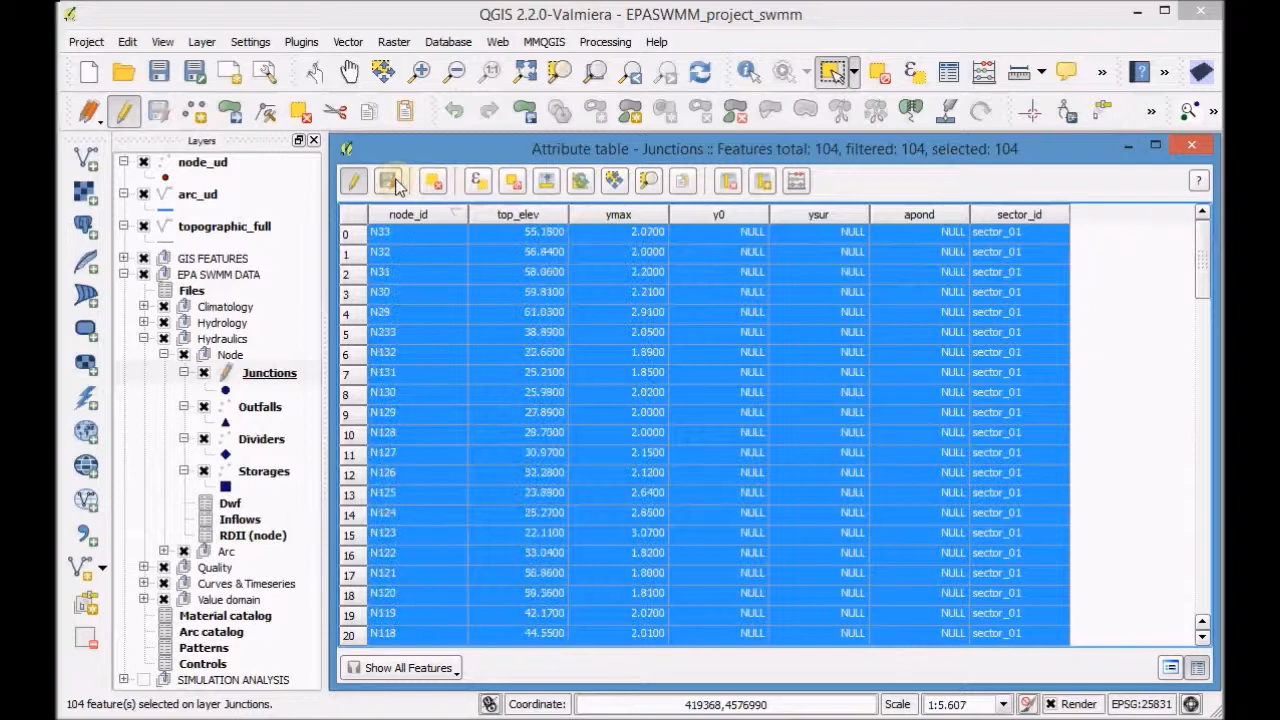 QGIS 2.2.0-Valmiera - EPASWMM_project_swmm
Project Edit View Layer Settings Plugins Vector Raster Database Web MMQGIS Processing Help
Layers
node_ud
arc_ud
topographic_full
GIS FEATURES
EPA SWMM DATA
Files
Climatology
Hydrology
Hydraulics
Node
Junctions
Outfalls
Dividers
Storages
Dwf
Inflows
RDII (node)
Arc
Quality
Curves & Timeseries
Value domain
Material catalog
Arc catalog
Patterns
Controls
SIMULATION ANALYSIS
Attribute table - Junctions :: Features total: 104, filtered: 104, selected: 104
node_id top_elev ymax y0 ysur apond sector_id
0 N33 55.1800 2.0700 NULL NULL NULL sector_01
1 N32 56.8400 2.0000 NULL NULL NULL sector_01
2 N31 58.0600 2.2000 NULL NULL NULL sector_01
3 N30 59.8100 2.2100 NULL NULL NULL sector_01
4 N29 61.0300 2.9100 NULL NULL NULL sector_01
5 N233 38.8900 2.0500 NULL NULL NULL sector_01
6 N132 22.6600 1.8900 NULL NULL NULL sector_01
7 N131 25.2100 1.8500 NULL NULL NULL sector_01
8 N130 25.9800 2.0200 NULL NULL NULL sector_01
9 N129 27.8900 2.0000 NULL NULL NULL sector_01
10 N128 29.7500 2.0000 NULL NULL NULL sector_01
11 N127 30.9700 2.1500 NULL NULL NULL sector_01
12 N126 32.2800 2.1200 NULL NULL NULL sector_01
13 N125 23.8800 2.6400 NULL NULL NULL sector_01
14 N124 25.2700 2.8500 NULL NULL NULL sector_01
15 N123 22.1100 3.0700 NULL NULL NULL sector_01
16 N122 33.0400 1.8200 NULL NULL NULL sector_01
17 N121 56.8600 1.8800 NULL NULL NULL sector_01
18 N120 59.3600 1.8100 NULL NULL NULL sector_01
19 N119 42.1700 2.0700 NULL NULL NULL sector_01
20 N118 44.5500 2.0100 NULL NULL NULL sector_01
Show All Features
104 feature(s) selected on layer Junctions. Coordinate: 419368,4576990 Scale 1:5.607 Render EPSG:25831